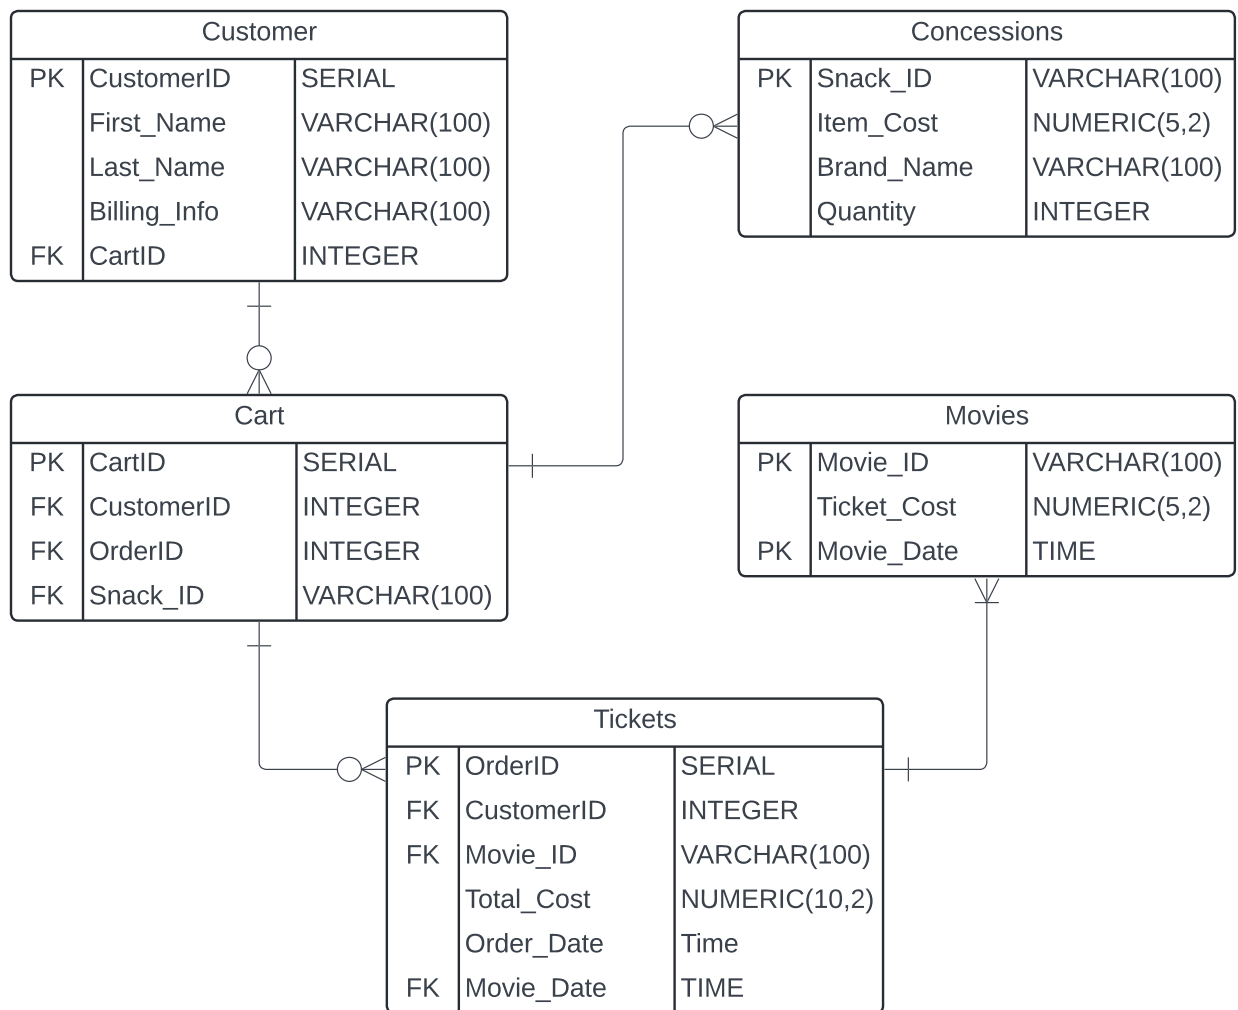 Customer
PK CustomerID SERIAL
First_Name VARCHAR(100)
Last_Name VARCHAR(100)
Billing_Info VARCHAR(100)
FK CartID INTEGER
Concessions
PK Snack_ID VARCHAR(100)
Item_Cost NUMERIC(5,2)
Brand_Name VARCHAR(100)
Quantity INTEGER
Cart
PK CartID SERIAL
FK CustomerID INTEGER
FK OrderID INTEGER
FK Snack_ID VARCHAR(100)
Movies
PK Movie_ID VARCHAR(100)
Ticket_Cost NUMERIC(5,2)
PK Movie_Date TIME
Tickets
PK OrderID SERIAL
FK CustomerID INTEGER
FK Movie_ID VARCHAR(100)
Total_Cost NUMERIC(10,2)
Order_Date Time
FK Movie_Date TIME